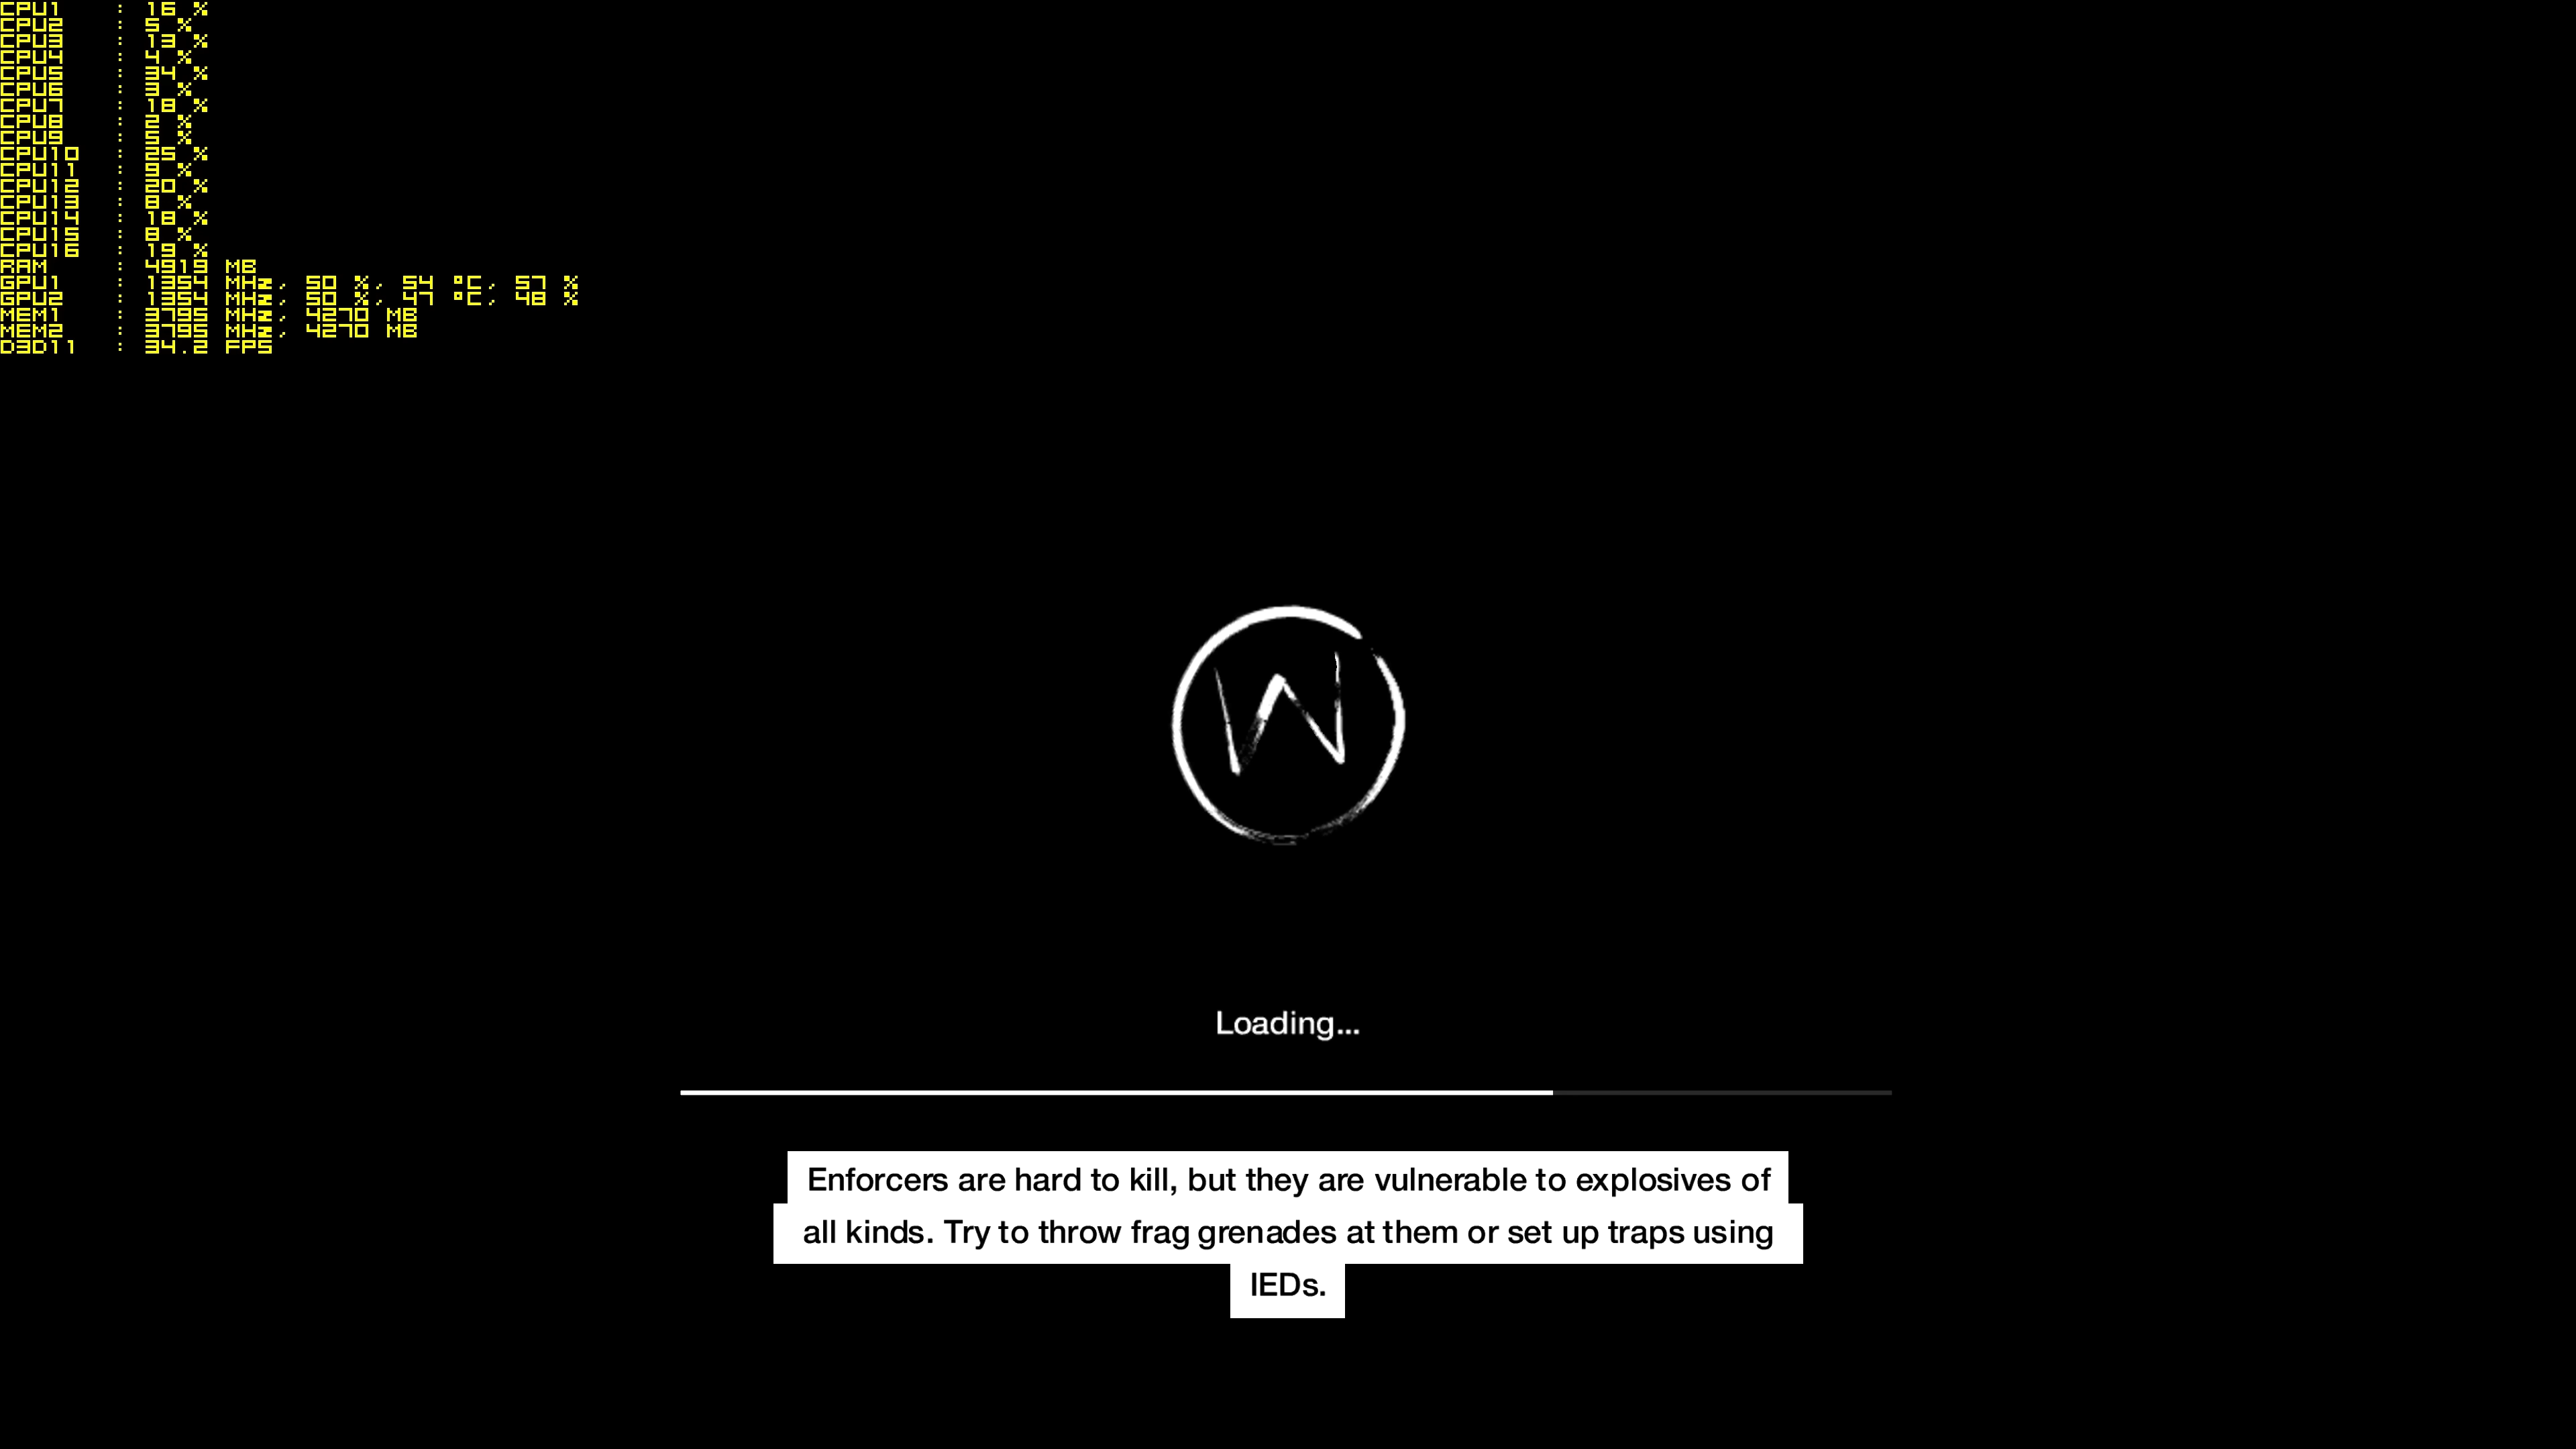 CPU1 : 16 %
CPU2 : 5 %
CPU3 : 13 %
CPU4 : 4 %
CPU5 : 34 %
CPU6 : 3 %
CPU7 : 18 %
CPU8 : 2 %
CPU9 : 5 %
CPU10 : 25 %
CPU11 : 9 %
CPU12 : 20 %
CPU13 : 8 %
CPU14 : 18 %
CPU15 : 8 %
CPU16 : 19 %
RAM : 4919 MB
GPU1 : 1354 MHz, 50 %, 54 °C, 57 %
GPU2 : 1354 MHz, 50 %, 47 °C, 48 %
MEM1 : 3795 MHz, 4270 MB
MEM2 : 3795 MHz, 4270 MB
D3D11 : 34.2 FPS
W
Loading...
Enforcers are hard to kill, but they are vulnerable to explosives of
all kinds. Try to throw frag grenades at them or set up traps using
IEDs.